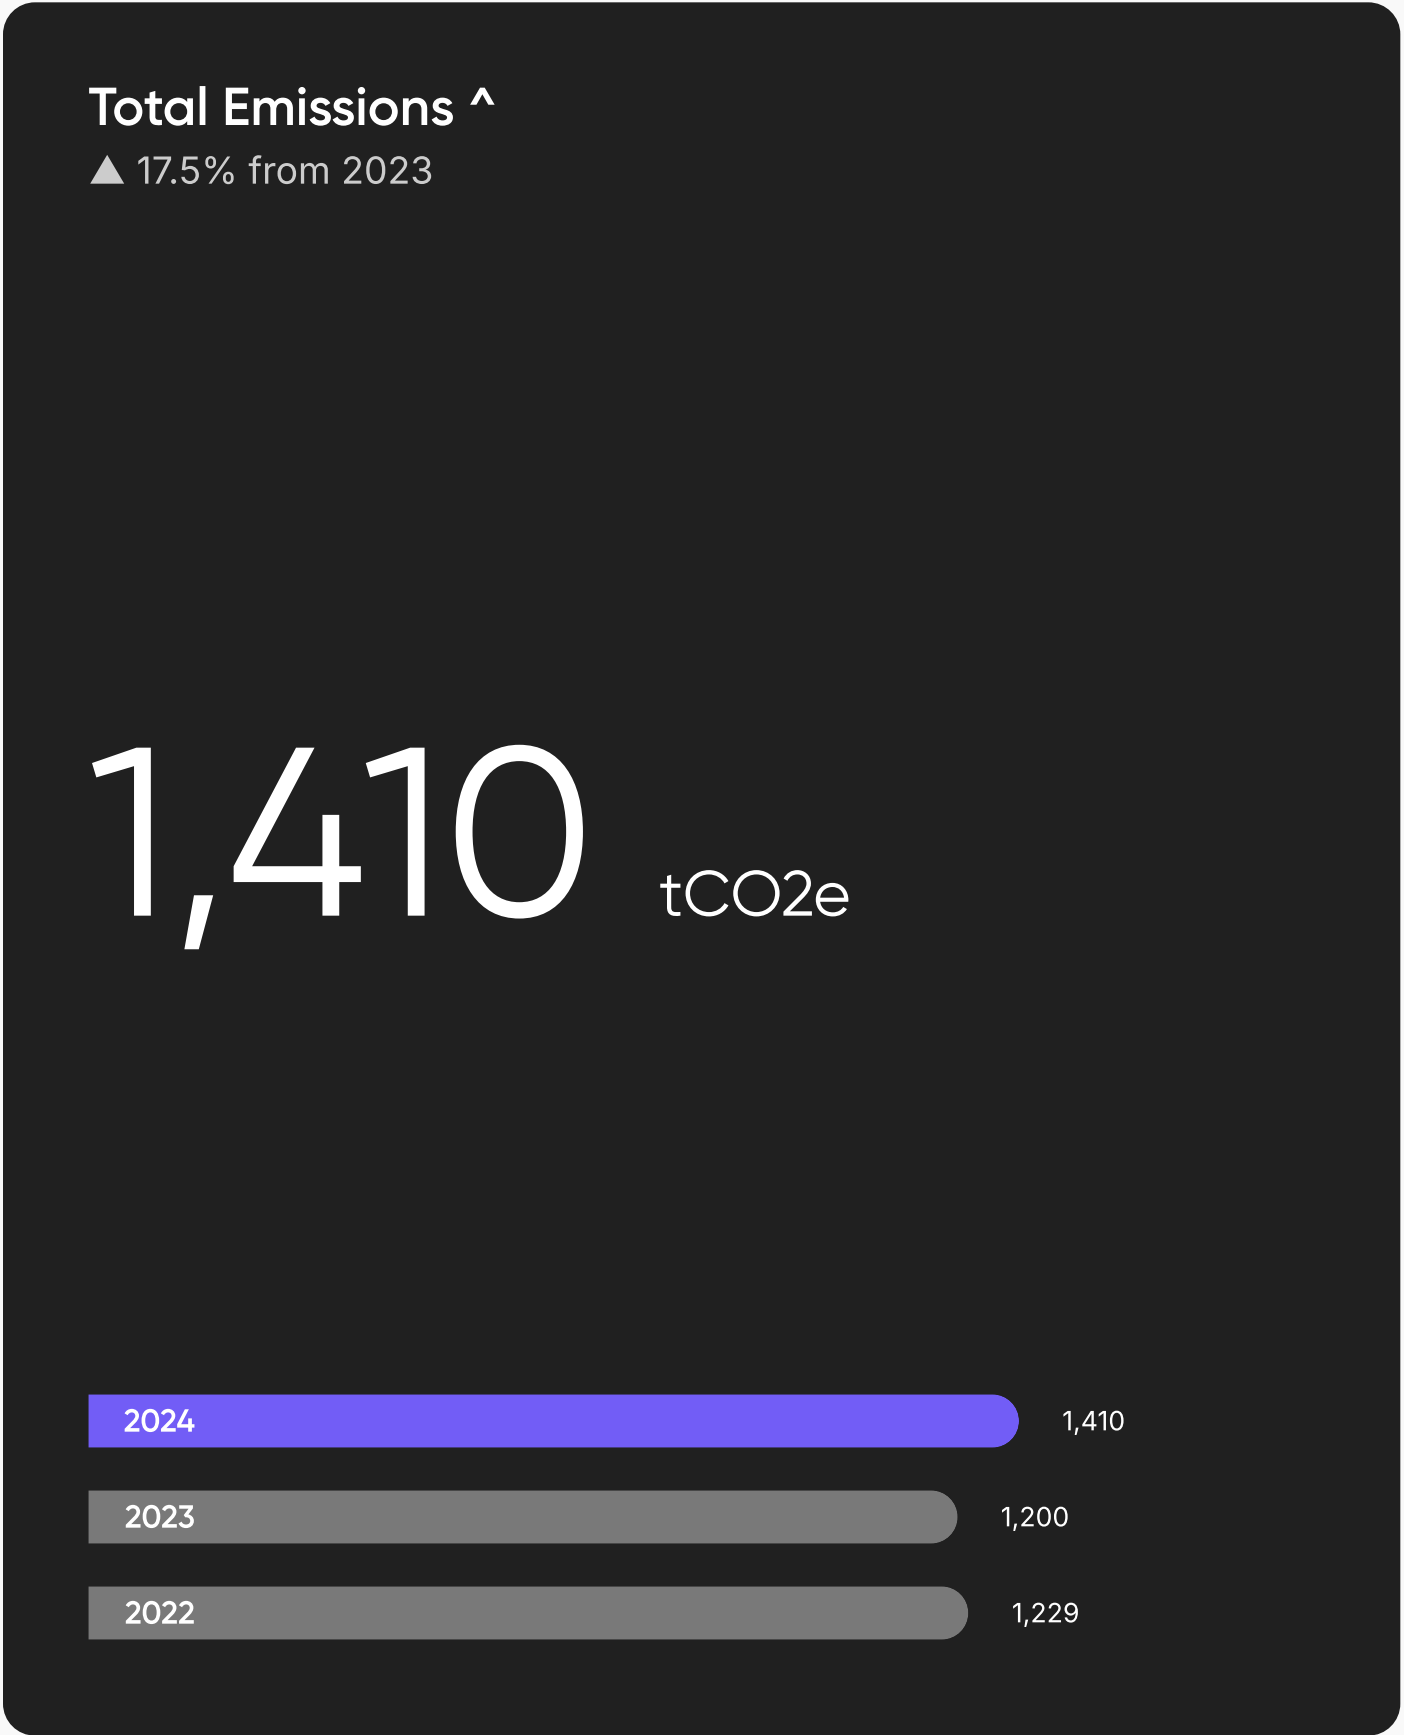 Total Emissions ^
▲ 17.5% from 2023
1,410 tCO2e
2024 1,410
2023 1,200
2022 1,229